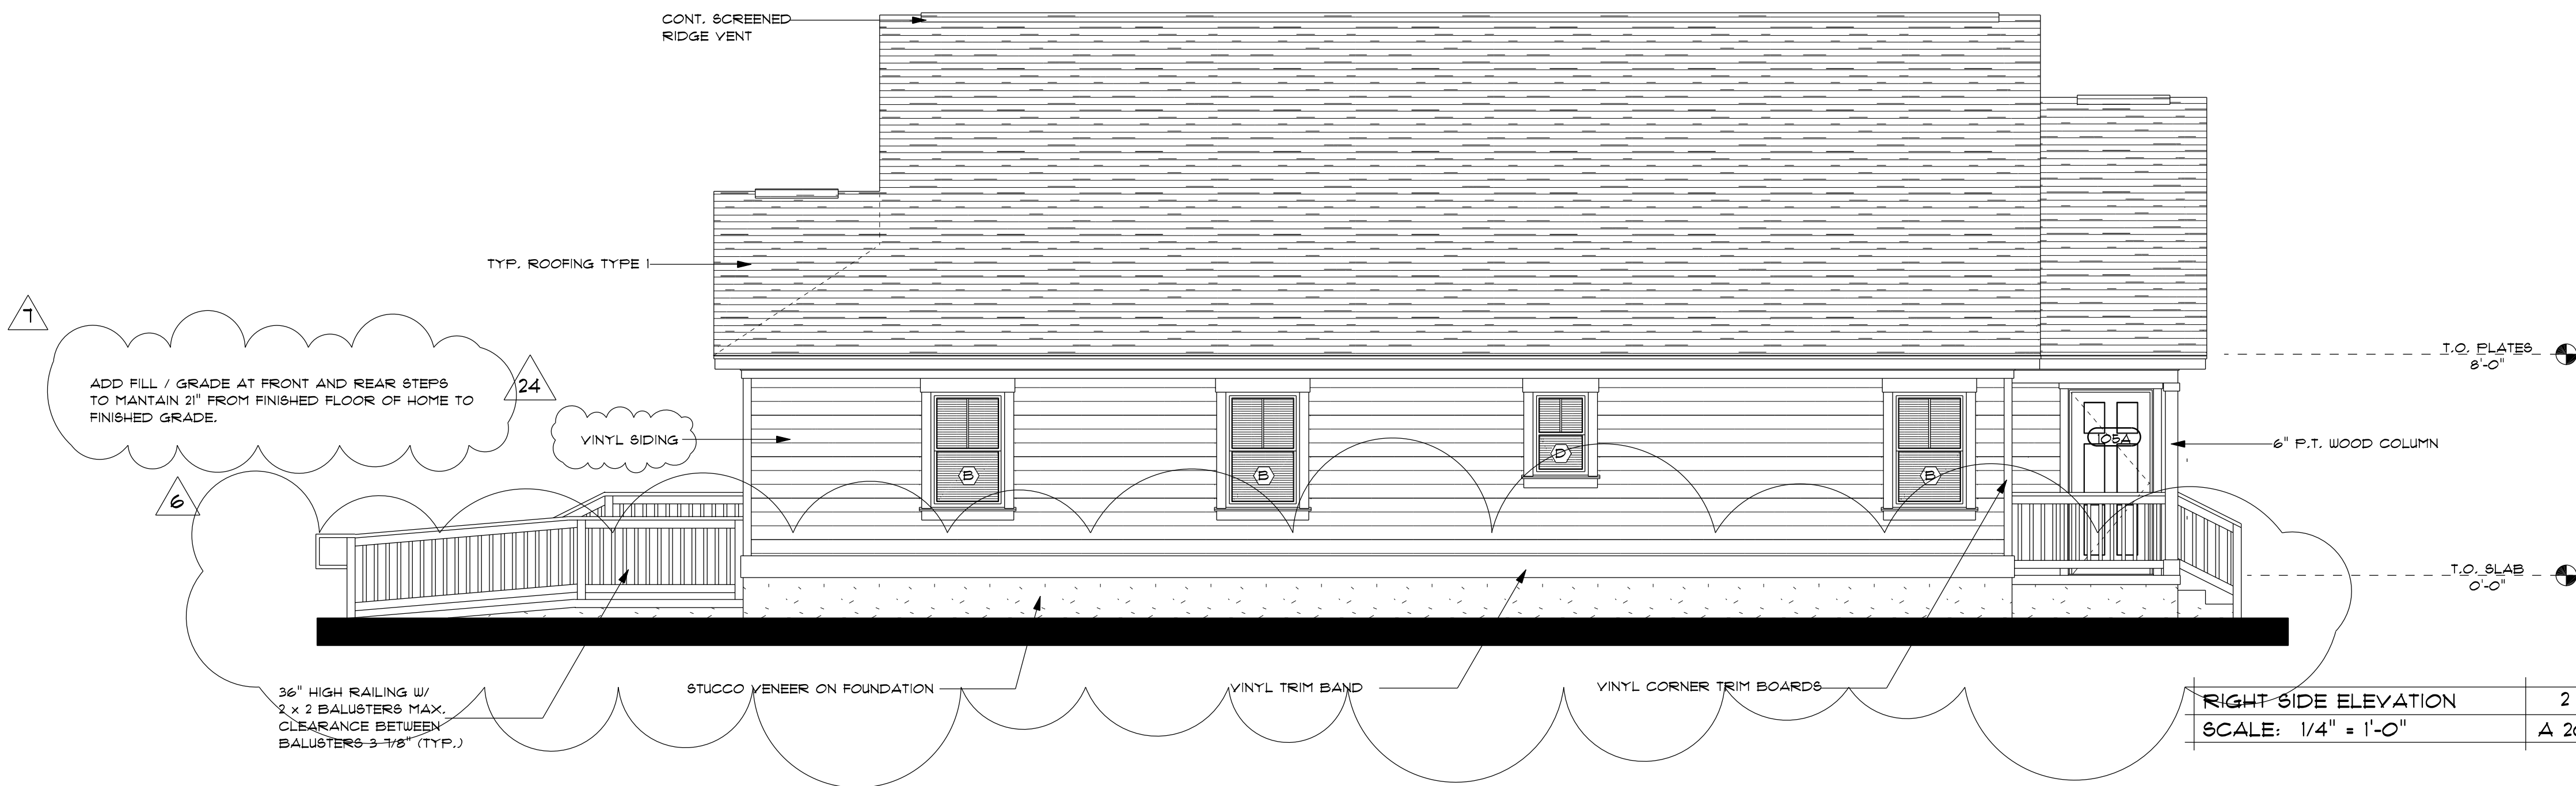 CONT. SCREENED
RIDGE VENT
TYP. ROOFING TYPE 1
7
ADD FILL / GRADE AT FRONT AND REAR STEPS
TO MANTAIN 21" FROM FINISHED FLOOR OF HOME TO
FINISHED GRADE.
24
VINYL SIDING
6
B
B
D
B
105A
T.O. PLATES
8'-0"
6" P.T. WOOD COLUMN
T.O. SLAB
0'-0"
36" HIGH RAILING W/
2 x 2 BALUSTERS MAX.
CLEARANCE BETWEEN
BALUSTERS 3 7/8" (TYP.)
STUCCO VENEER ON FOUNDATION
VINYL TRIM BAND
VINYL CORNER TRIM BOARDS
RIGHT SIDE ELEVATION
2
SCALE: 1/4" = 1'-0"
A